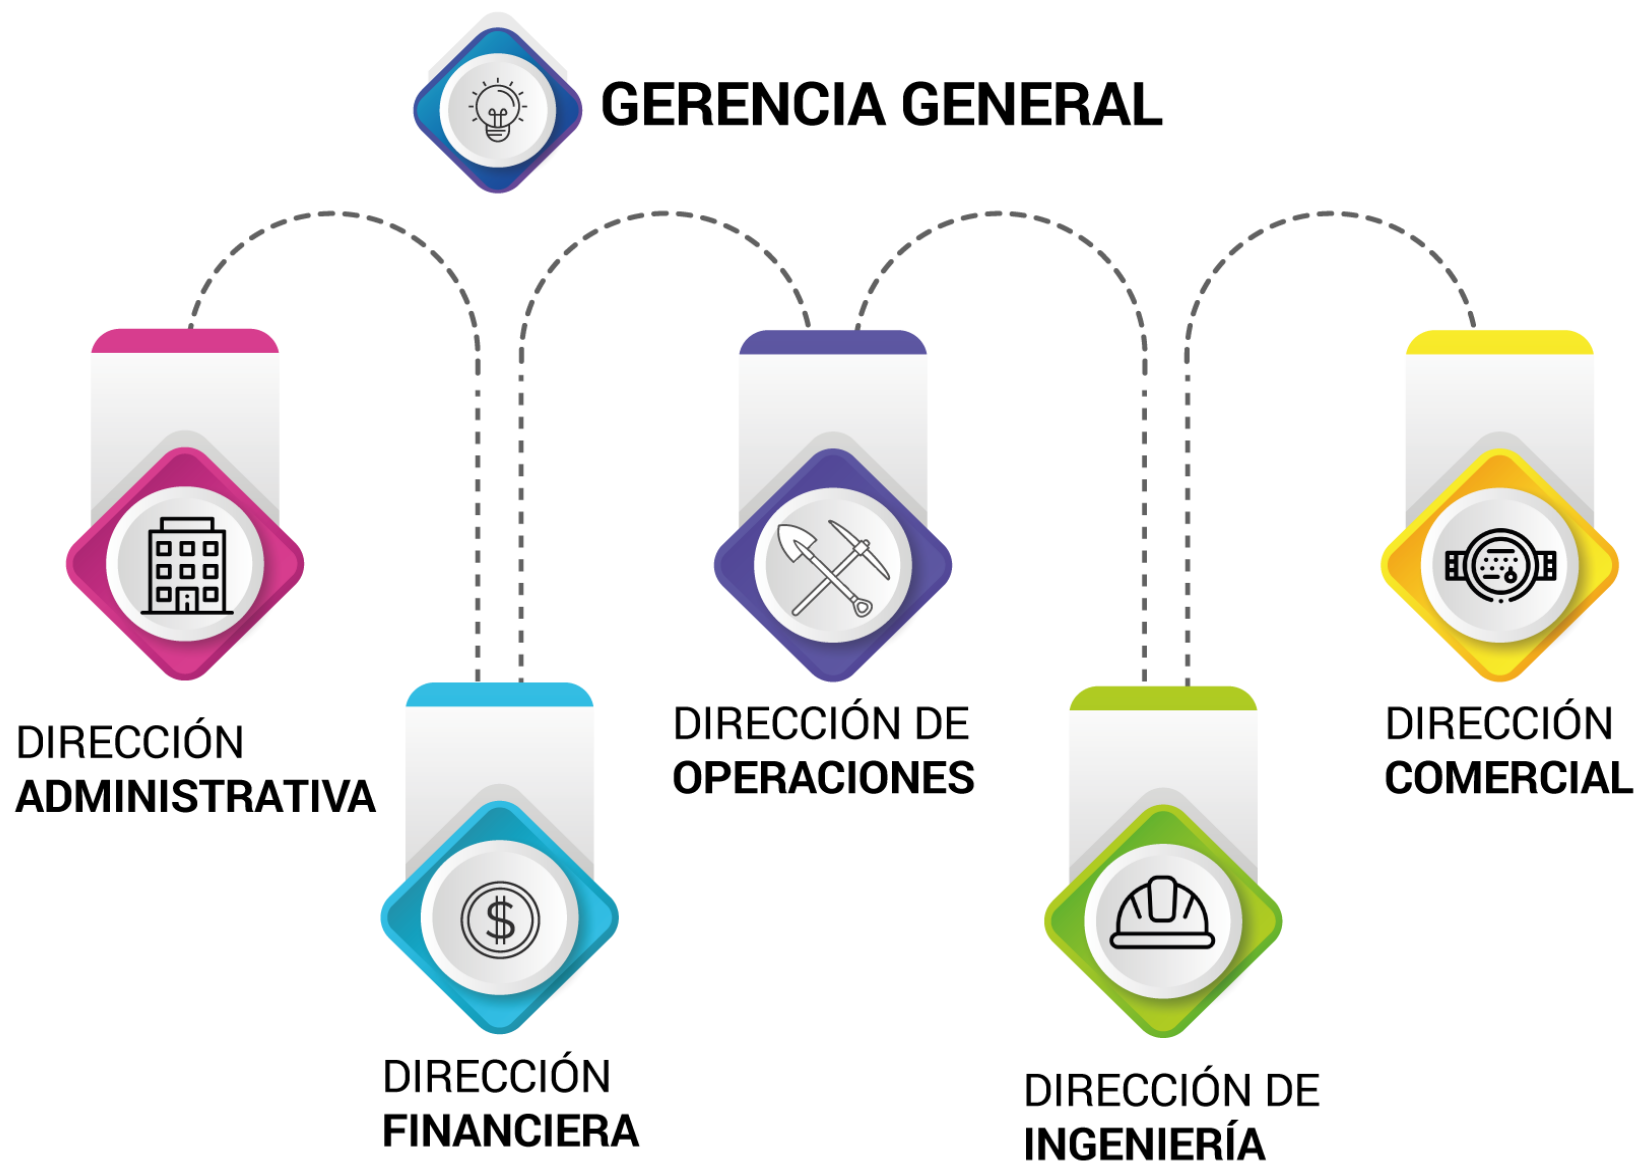 GERENCIA GENERAL
DIRECCIÓN
ADMINISTRATIVA
DIRECCIÓN
FINANCIERA
DIRECCIÓN DE
OPERACIONES
DIRECCIÓN DE
INGENIERÍA
DIRECCIÓN
COMERCIAL